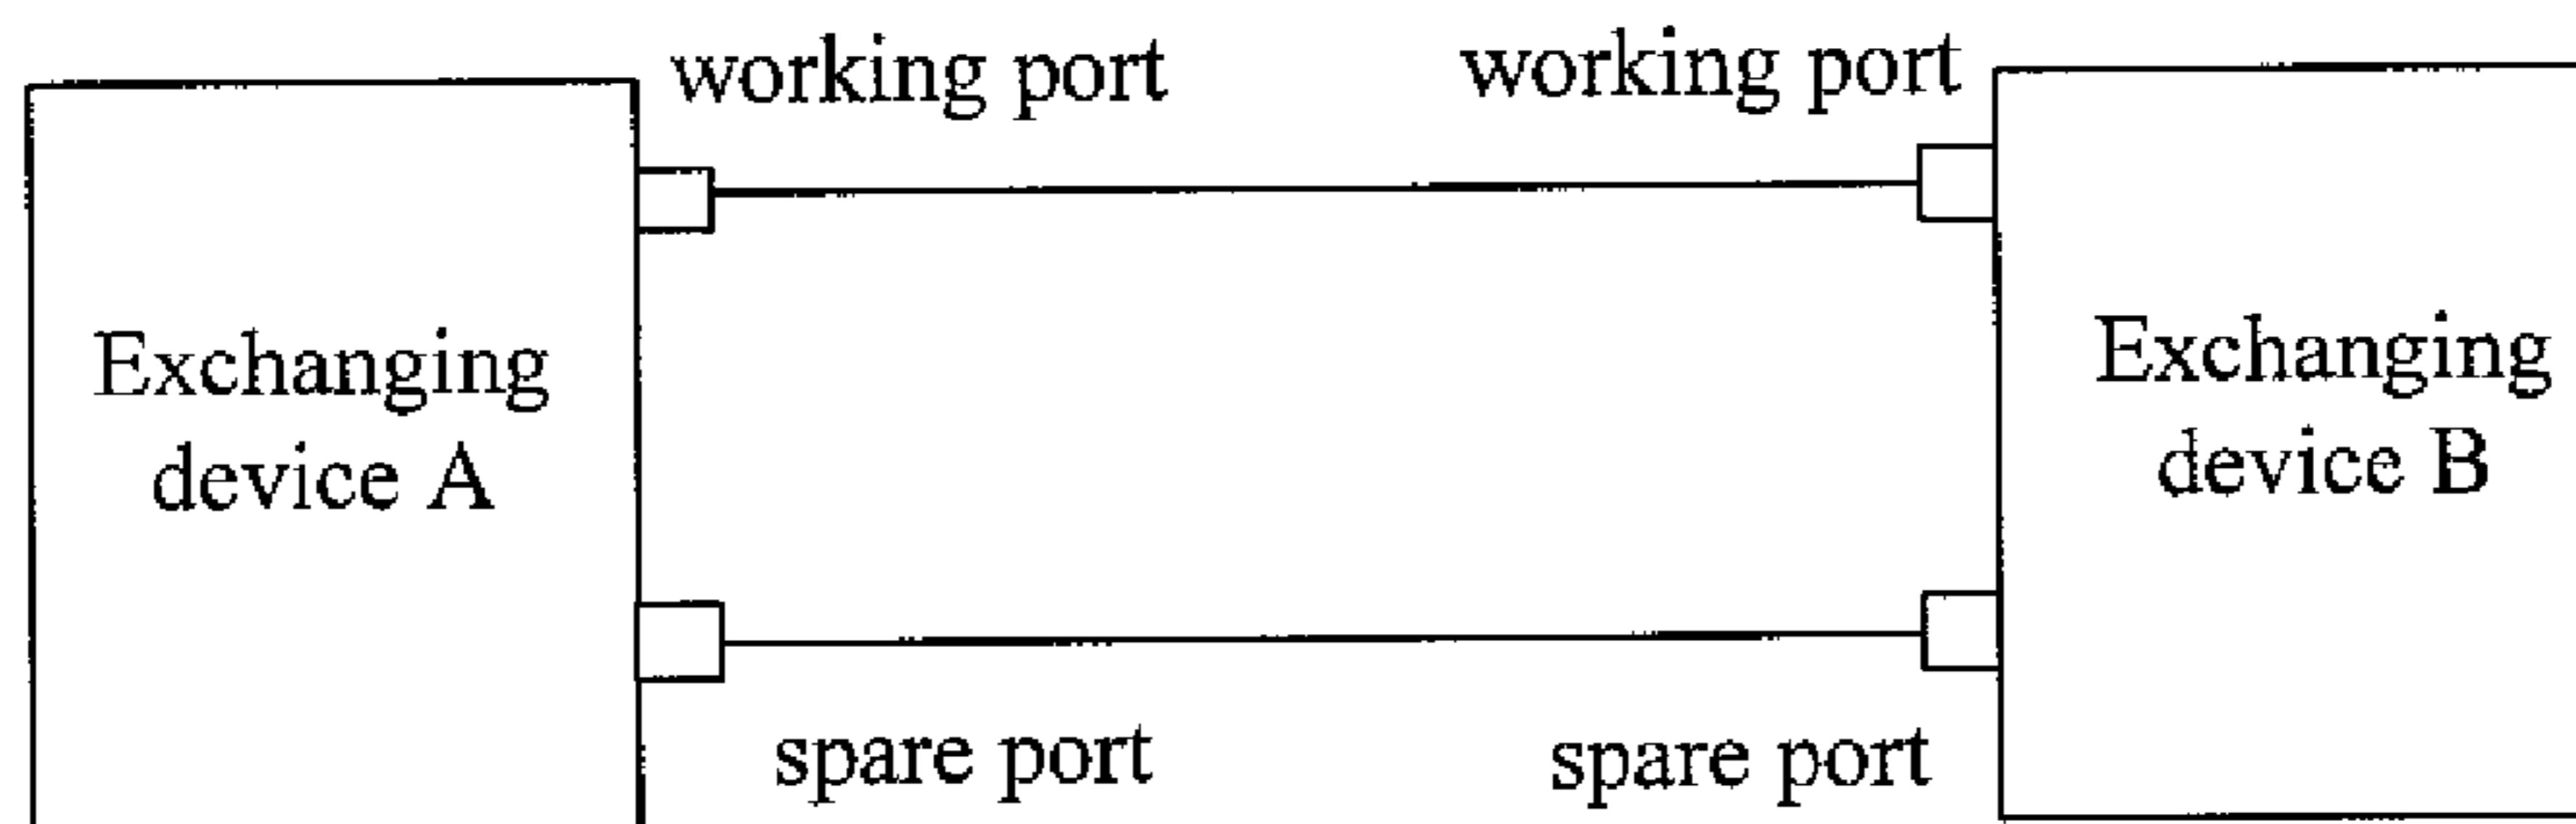 working port
working port
Exchanging
device A
Exchanging
device B
spare port
spare port